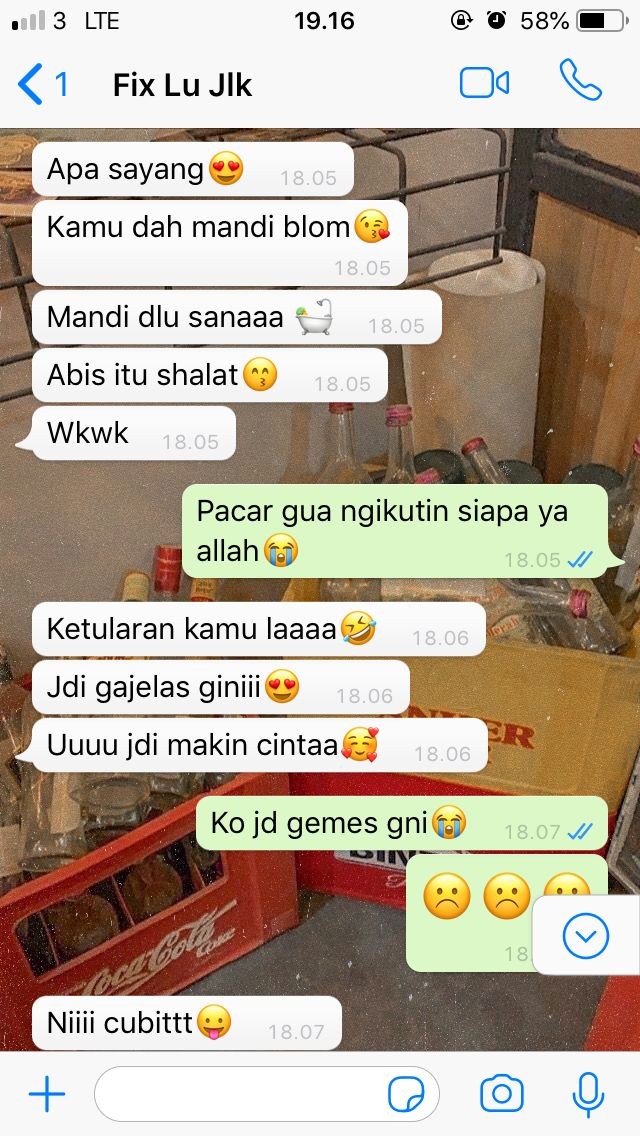 3 LTE 19.16 58%
1 Fix Lu Jlk
Apa sayang😍 18.05
Kamu dah mandi blom😘
18.05
Mandi dlu sanaaa 🛀 18.05
Abis itu shalat😙 18.05
Wkwk 18.05
Pacar gua ngikutin siapa ya
allah😭 18.05
Ketularan kamu laaaa🤣 18.06
Jdi gajelas giniii😍 18.06
Uuuu jdi makin cintaa🥰 18.06
Ko jd gemes gni😭 18.07
☹️☹️☹️
18
Niiii cubittt😛 18.07
Coca-Cola
Coke